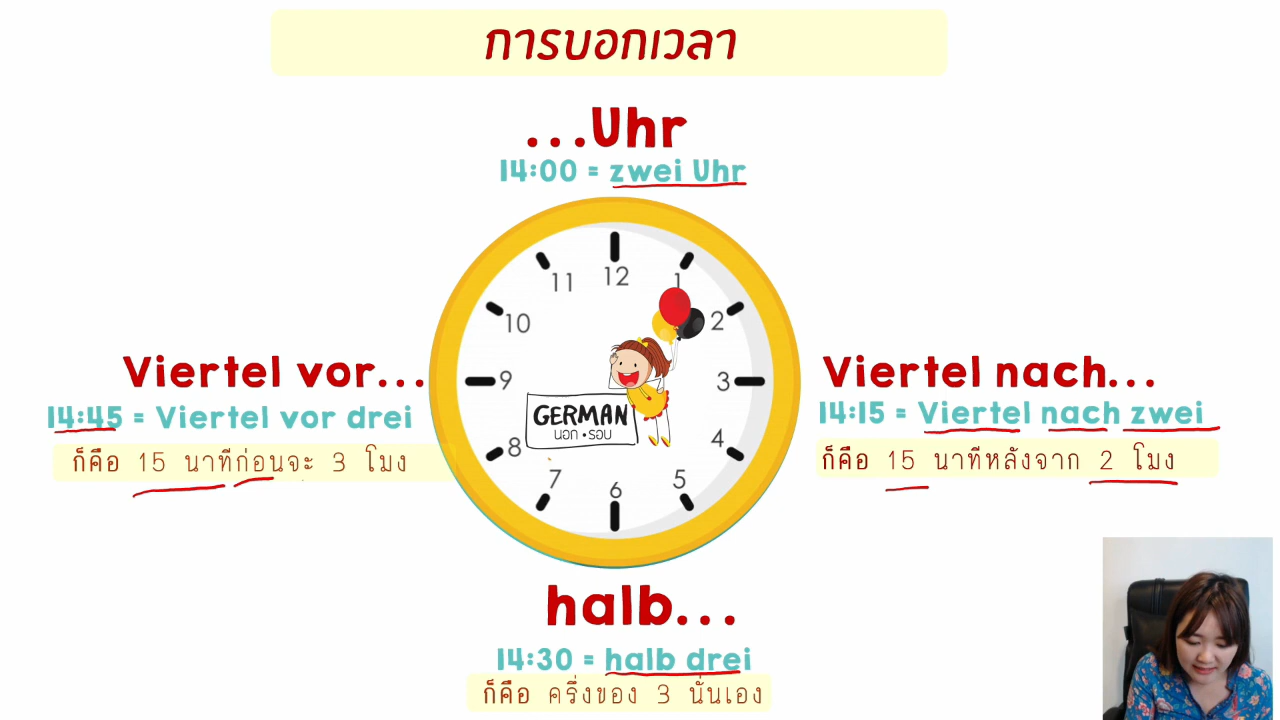 การบอกเวลา
...Uhr
14:00 = zwei Uhr
12
11
1
10
2
9
3
8
4
7
5
6
GERMAN
นอก • รอบ
Viertel vor...
14:45 = Viertel vor drei
ก็คือ 15 นาทีก่อนจะ 3 โมง
Viertel nach...
14:15 = Viertel nach zwei
ก็คือ 15 นาทีหลังจาก 2 โมง
halb...
14:30 = halb drei
ก็คือ ครึ่งของ 3 นั่นเอง